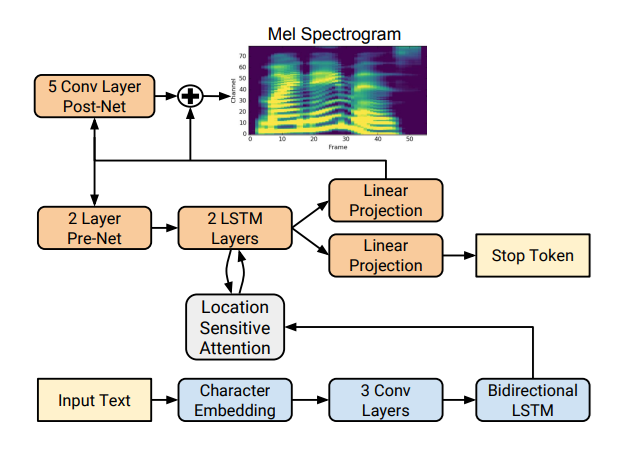 Mel Spectrogram
5 Conv Layer
Post-Net
Channel
70
60
50
40
30
20
10
0
0 10 20 30 40 50
Frame
2 Layer
Pre-Net
2 LSTM
Layers
Linear
Projection
Linear
Projection
Stop Token
Location
Sensitive
Attention
Input Text
Character
Embedding
3 Conv
Layers
Bidirectional
LSTM